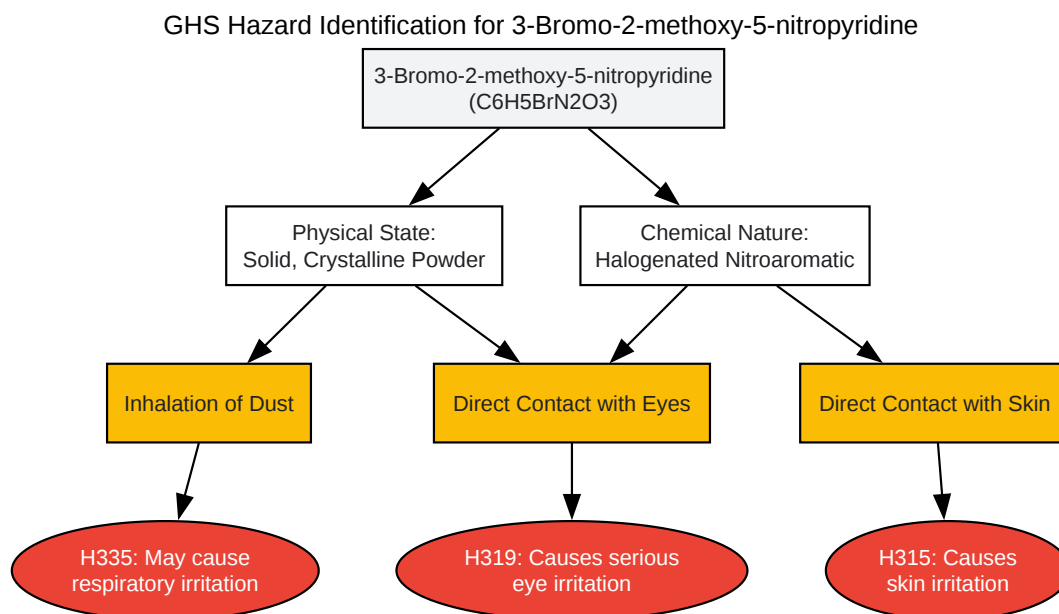 GHS Hazard Identification for 3-Bromo-2-methoxy-5-nitropyridine
3-Bromo-2-methoxy-5-nitropyridine
(C6H5BrN2O3)
Physical State:
Solid, Crystalline Powder
Chemical Nature:
Halogenated Nitroaromatic
Inhalation of Dust
Direct Contact with Eyes
Direct Contact with Skin
H335: May cause
respiratory irritation
H319: Causes serious
eye irritation
H315: Causes
skin irritation